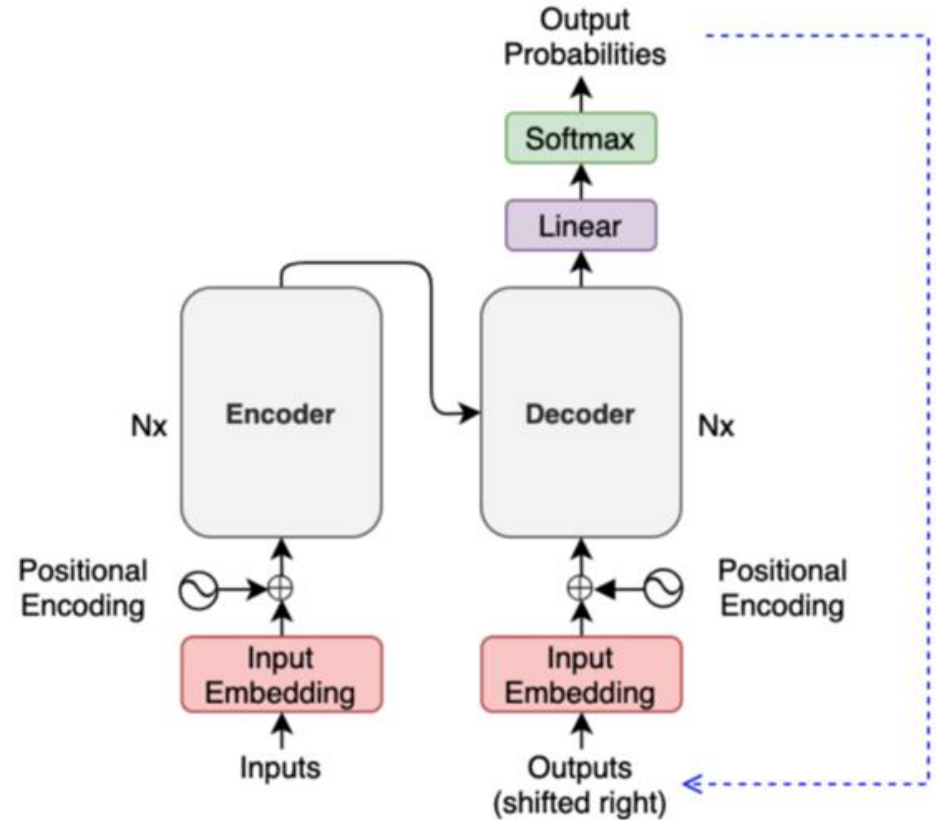 Output
Probabilities
Softmax
Linear
Encoder
Decoder
Nx
Nx
Positional
Encoding
Positional
Encoding
Input
Embedding
Input
Embedding
Inputs
Outputs
(shifted right)